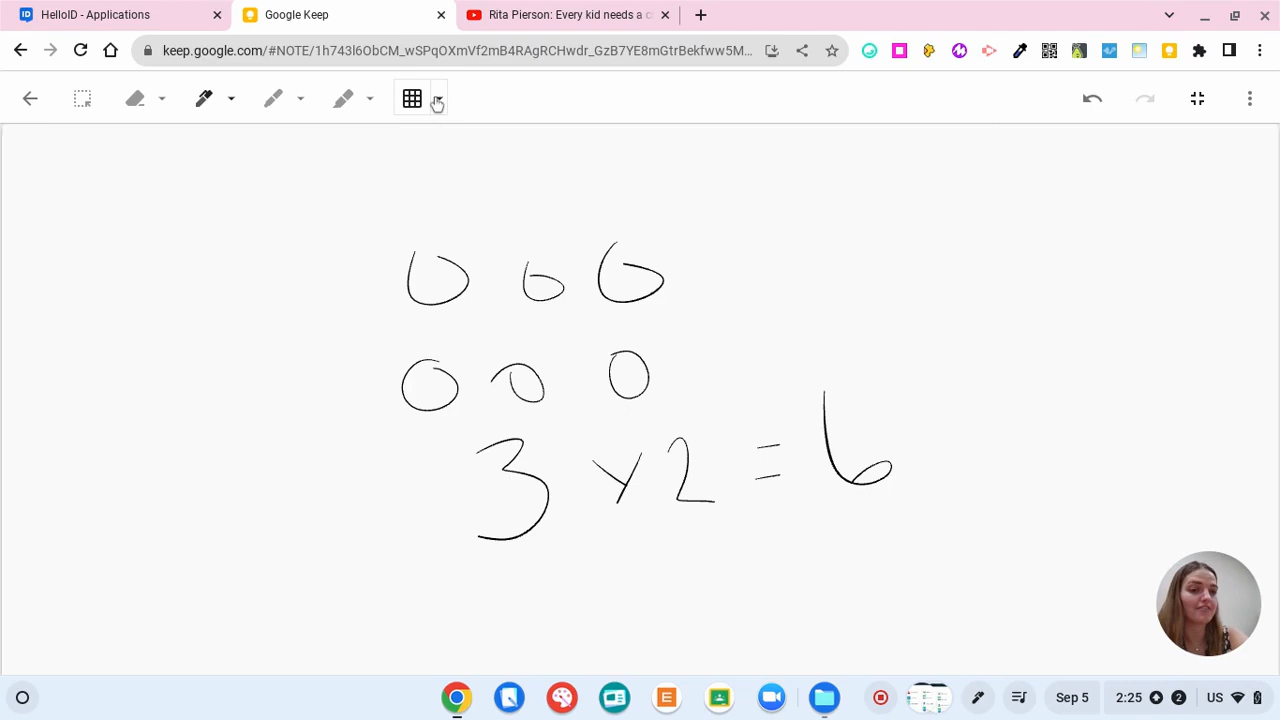 HelloID - Applications
Google Keep
Rita Pierson: Every kid needs a c
keep.google.com/#NOTE/1h743l6ObCM_wSPqOXmVf2mB4RAgRCHwdr_GzB7YE8mGtrBekfww5M...
3 x 2 = 6
Sep 5
2:25
2
US